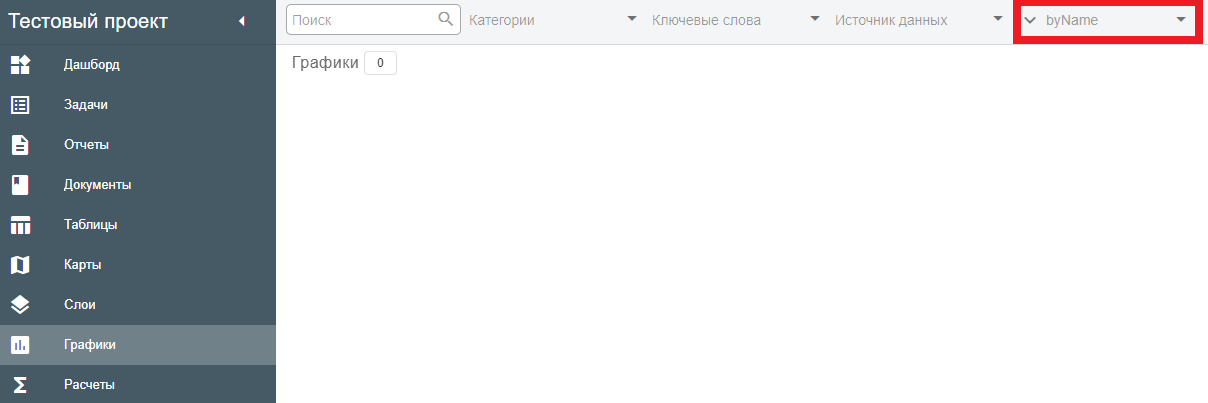 Тестовый проект
Поиск
Категории
Ключевые слова
Источник данных
byName
Графики 0
Дашборд
Задачи
Отчеты
Документы
Таблицы
Карты
Слои
Графики
Расчеты